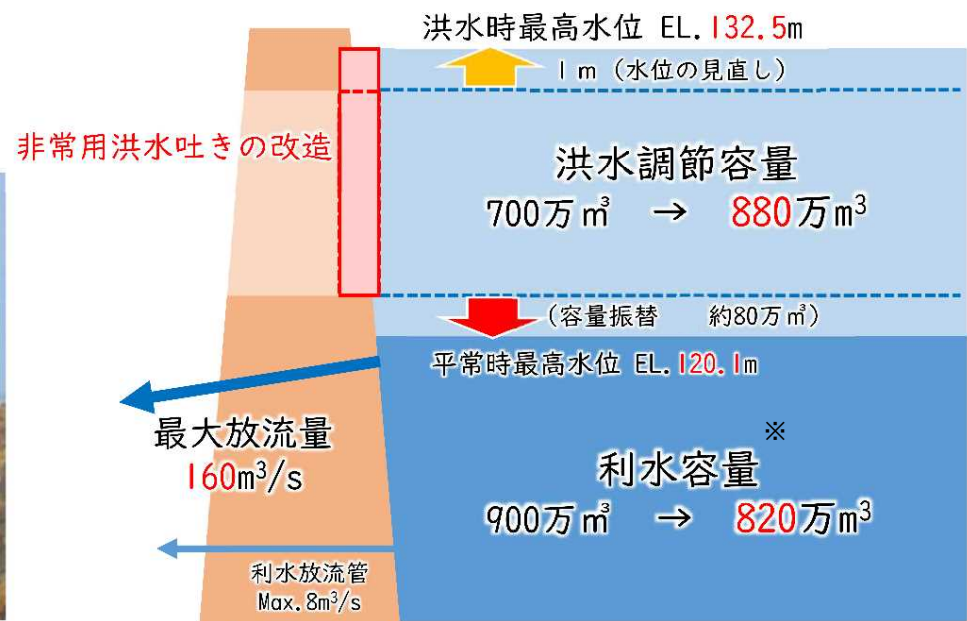 洪水時最高水位 EL.132.5m
1m（水位の見直し）
非常用洪水吐きの改造
洪水調節容量
700万㎥ → 880万m³
（容量振替 約80万㎥）
平常時最高水位 EL.120.1m
最大放流量
160m³/s
※
利水容量
900万㎥ → 820万m³
利水放流管
Max.8m³/s